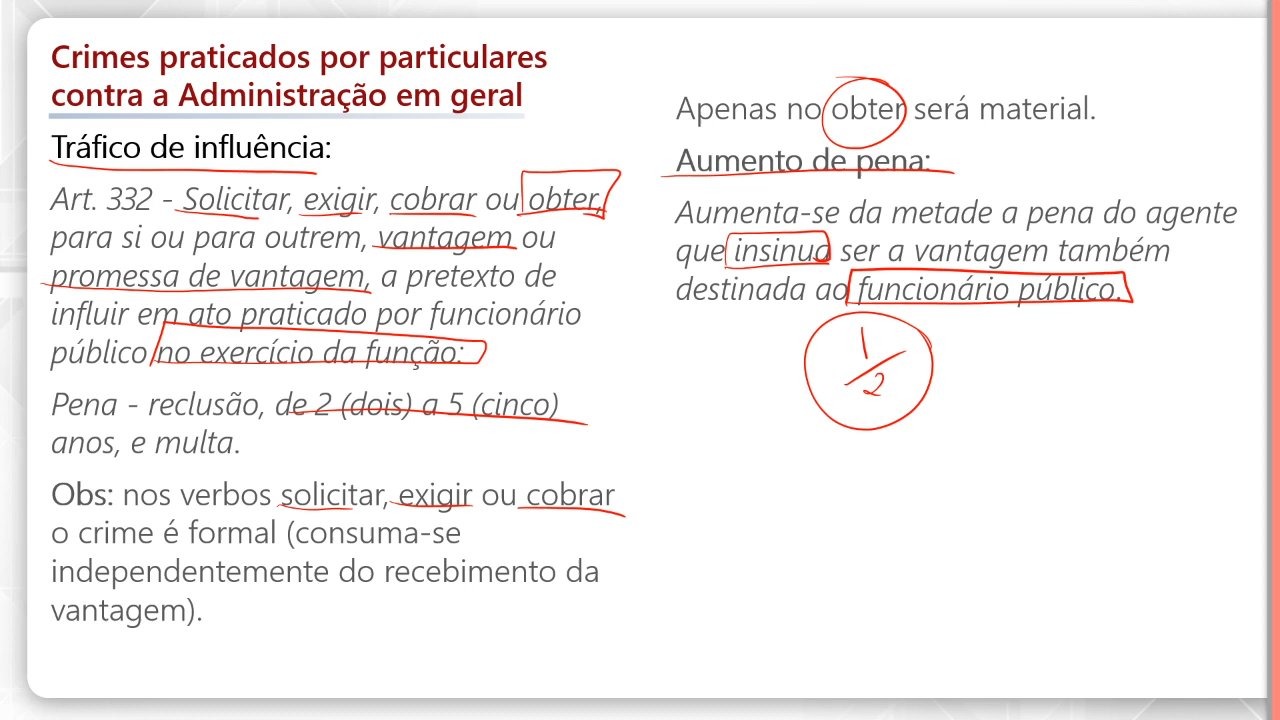 Crimes praticados por particulares
contra a Administração em geral
Tráfico de influência:
Art. 332 - Solicitar, exigir, cobrar ou obter,
para si ou para outrem, vantagem ou
promessa de vantagem, a pretexto de
influir em ato praticado por funcionário
público no exercício da função:
Pena - reclusão, de 2 (dois) a 5 (cinco)
anos, e multa.
Obs: nos verbos solicitar, exigir ou cobrar
o crime é formal (consuma-se
independentemente do recebimento da
vantagem).
Apenas no obter será material.
Aumento de pena:
Aumenta-se da metade a pena do agente
que insinua ser a vantagem também
destinada ao funcionário público.
1/2